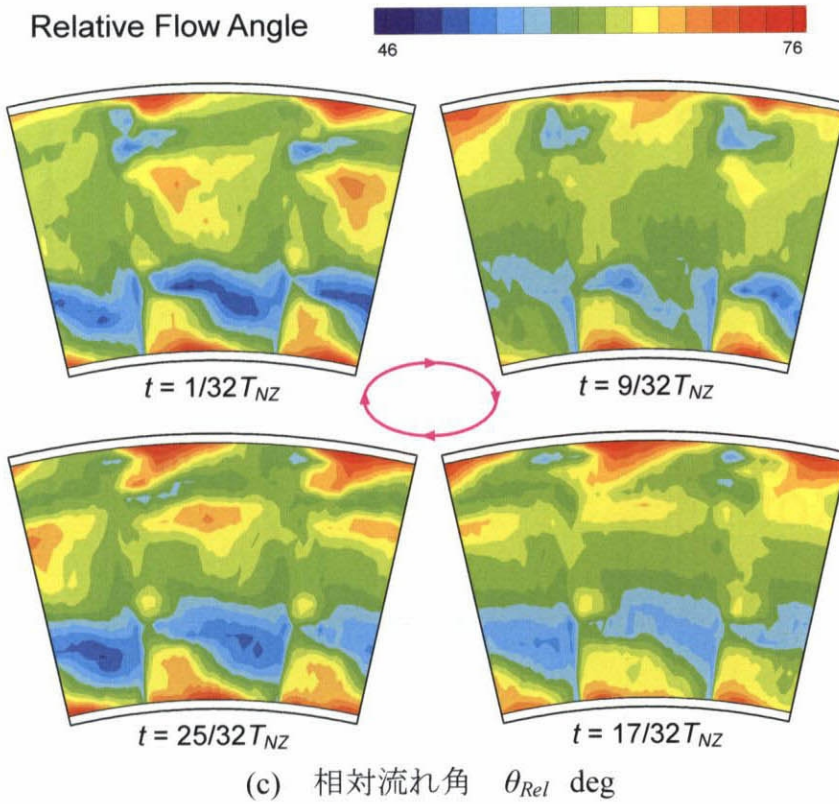 Relative Flow Angle
46 76
t = 1/32T_NZ t = 9/32T_NZ
t = 25/32T_NZ t = 17/32T_NZ
(c) 相対流れ角 θ_Rel deg